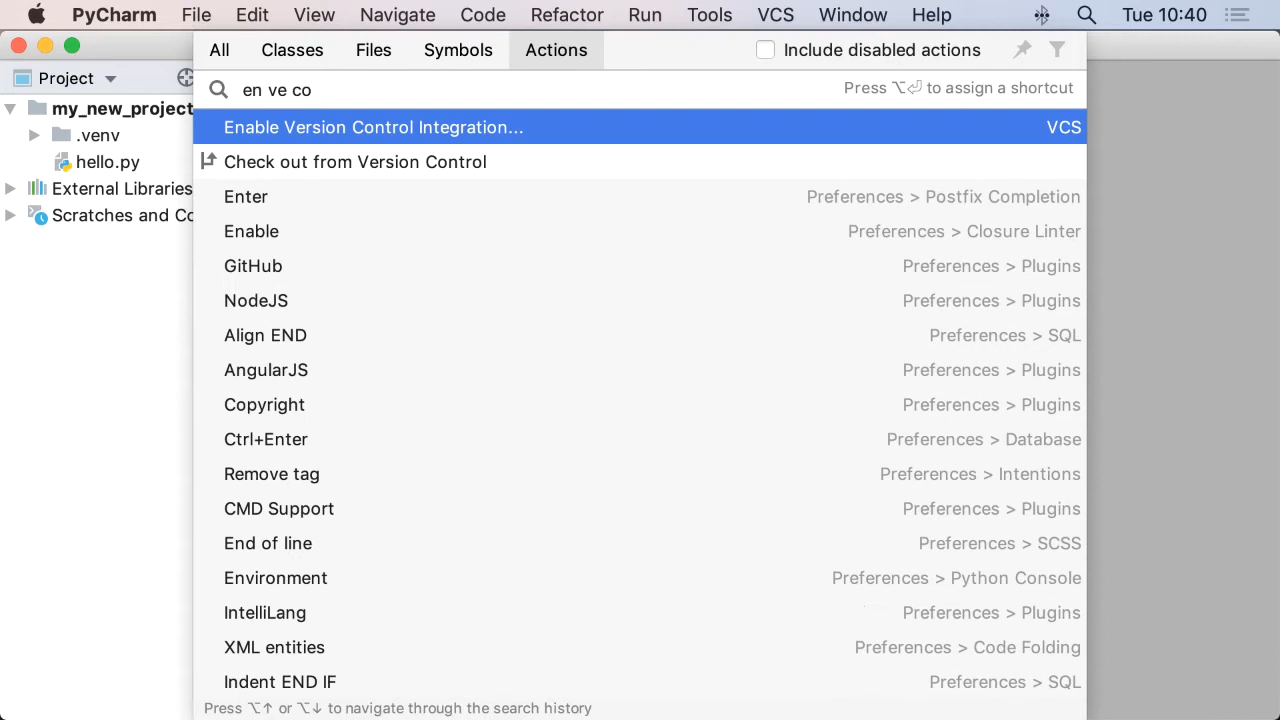 PyCharm File Edit View Navigate Code Refactor Run Tools VCS Window Help Tue 10:40
All Classes Files Symbols Actions Include disabled actions
Project
en ve co Press ⌥⏎ to assign a shortcut
my_new_project
.venv
hello.py
External Libraries
Scratches and Co
Enable Version Control Integration... VCS
Check out from Version Control
Enter Preferences > Postfix Completion
Enable Preferences > Closure Linter
GitHub Preferences > Plugins
NodeJS Preferences > Plugins
Align END Preferences > SQL
AngularJS Preferences > Plugins
Copyright Preferences > Plugins
Ctrl+Enter Preferences > Database
Remove tag Preferences > Intentions
CMD Support Preferences > Plugins
End of line Preferences > SCSS
Environment Preferences > Python Console
IntelliLang Preferences > Plugins
XML entities Preferences > Code Folding
Indent END IF Preferences > SQL
Press ⌥↑ or ⌥↓ to navigate through the search history